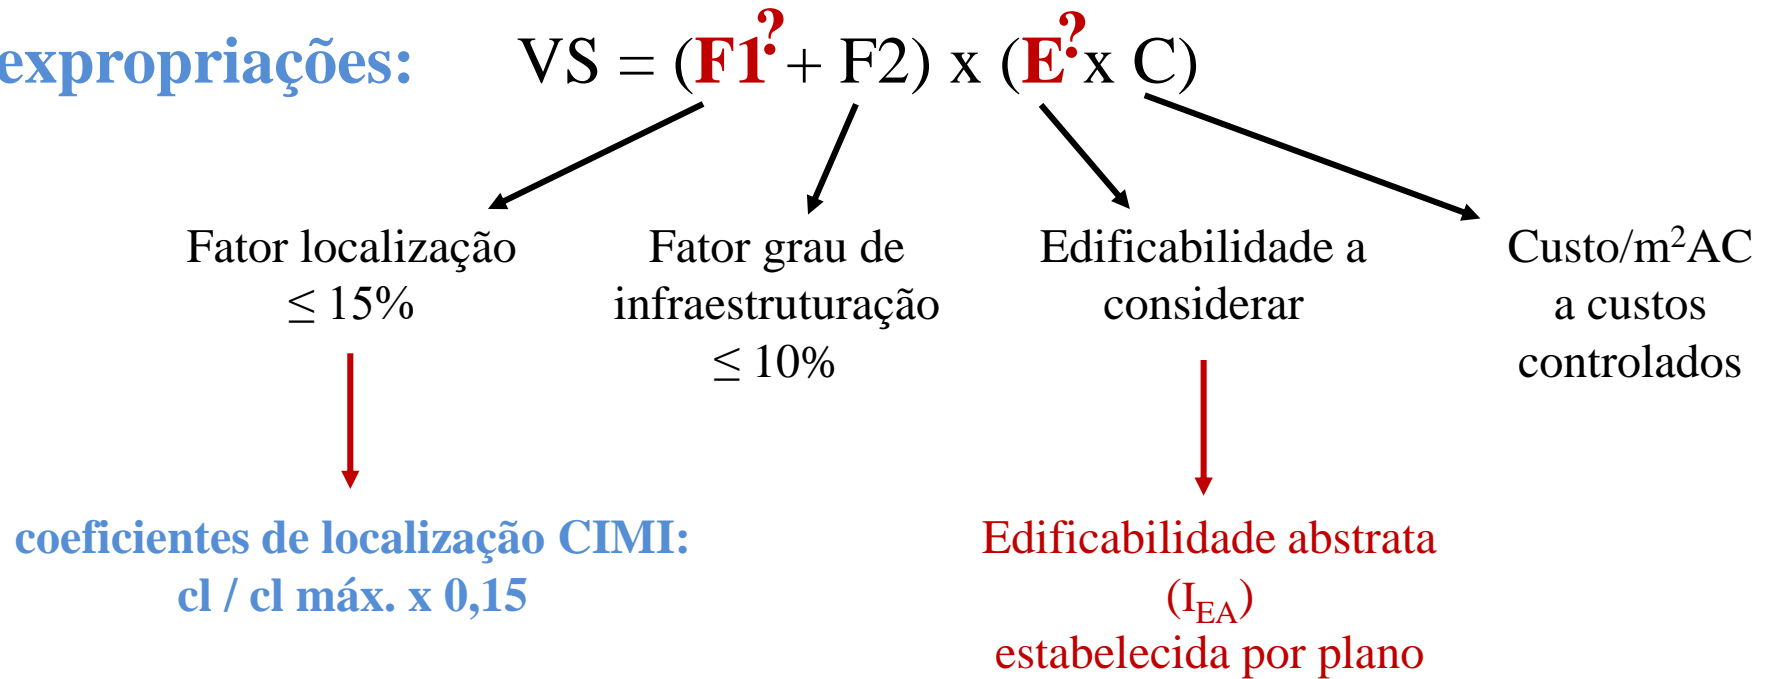 expropriações: VS = (F1? + F2) x (E? x C)
Fator localização
≤ 15%
Fator grau de
infraestruturação
≤ 10%
Edificabilidade a
considerar
Custo/m²AC
a custos
controlados
coeficientes de localização CIMI:
cl / cl máx. x 0,15
Edificabilidade abstrata
(I_EA)
estabelecida por plano